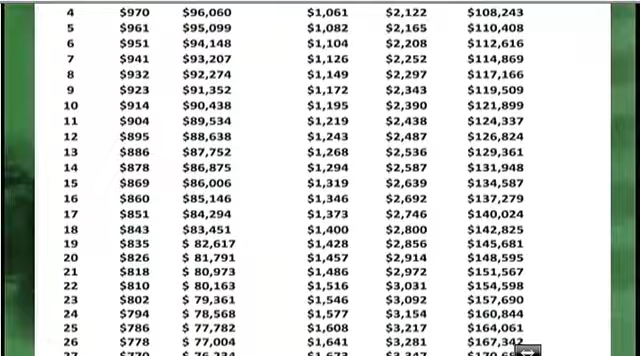 4 $970 $96,060 $1,061 $2,122 $108,243
5 $961 $95,099 $1,082 $2,165 $110,408
6 $951 $94,148 $1,104 $2,208 $112,616
7 $941 $93,207 $1,126 $2,252 $114,869
8 $932 $92,274 $1,149 $2,297 $117,166
9 $923 $91,352 $1,172 $2,343 $119,509
10 $914 $90,438 $1,195 $2,390 $121,899
11 $904 $89,534 $1,219 $2,438 $124,337
12 $895 $88,638 $1,243 $2,487 $126,824
13 $886 $87,752 $1,268 $2,536 $129,361
14 $878 $86,875 $1,294 $2,587 $131,948
15 $869 $86,006 $1,319 $2,639 $134,587
16 $860 $85,146 $1,346 $2,692 $137,279
17 $851 $84,294 $1,373 $2,746 $140,024
18 $843 $83,451 $1,400 $2,800 $142,825
19 $835 $ 82,617 $1,428 $2,856 $145,681
20 $826 $ 81,791 $1,457 $2,914 $148,595
21 $818 $ 80,973 $1,486 $2,972 $151,567
22 $810 $ 80,163 $1,516 $3,031 $154,598
23 $802 $ 79,361 $1,546 $3,092 $157,690
24 $794 $ 78,568 $1,577 $3,154 $160,844
25 $786 $ 77,782 $1,608 $3,217 $164,061
26 $778 $ 77,004 $1,641 $3,281 $167,342
27 $770 $ 76,234 $1,673 $3,347